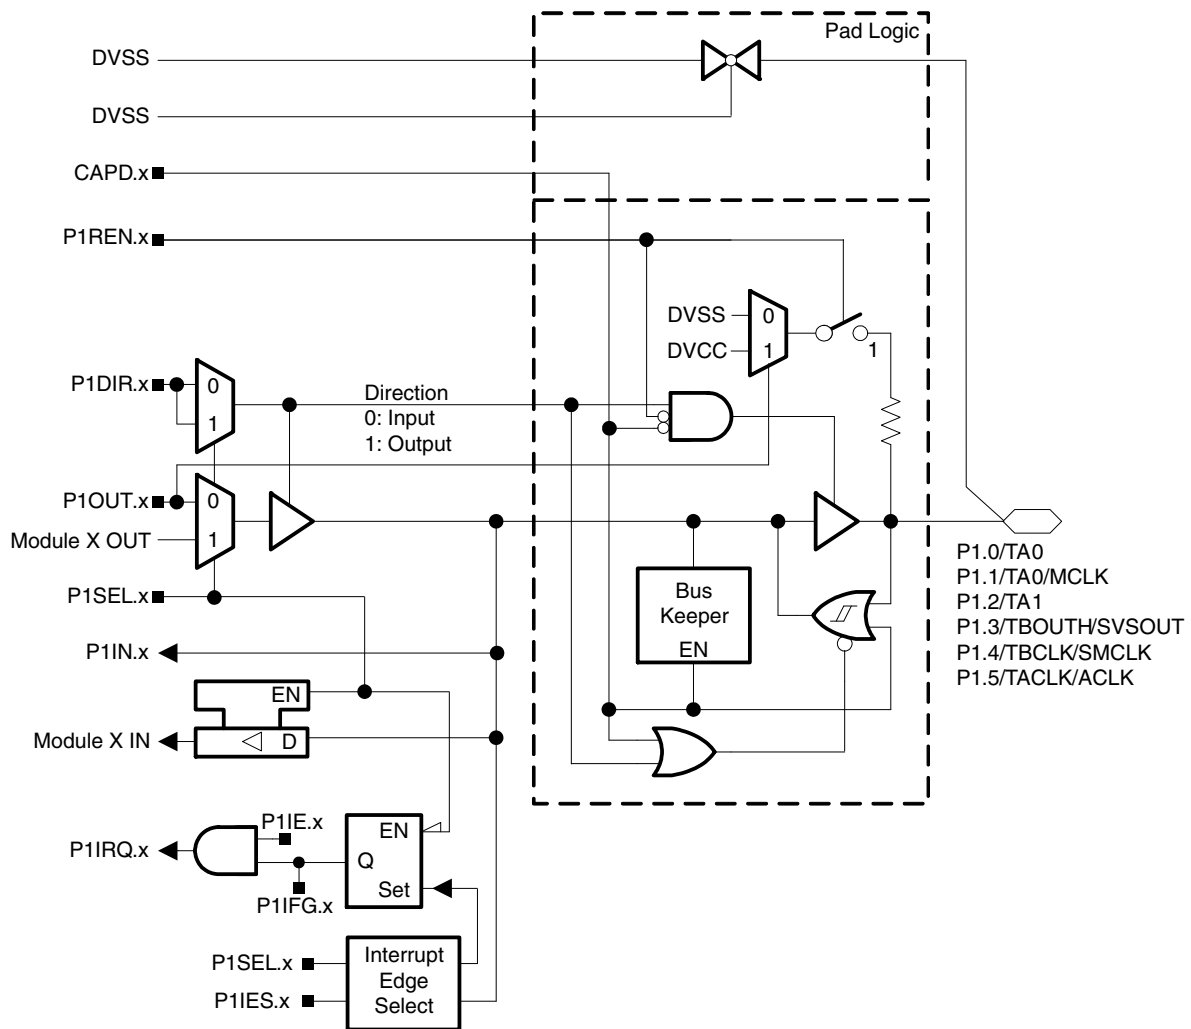 Pad Logic
DVSS
DVSS
CAPD.x
P1REN.x
DVSS
0
DVCC
1
1
P1DIR.x
0
1
Direction
0: Input
1: Output
P1OUT.x
0
Module X OUT
1
P1SEL.x
Bus
Keeper
EN
P1.0/TA0
P1.1/TA0/MCLK
P1.2/TA1
P1.3/TBOUTH/SVSOUT
P1.4/TBCLK/SMCLK
P1.5/TACLK/ACLK
P1IN.x
EN
Module X IN
D
P1IE.x
P1IRQ.x
EN
Q
Set
P1IFG.x
P1SEL.x
P1IES.x
Interrupt
Edge
Select